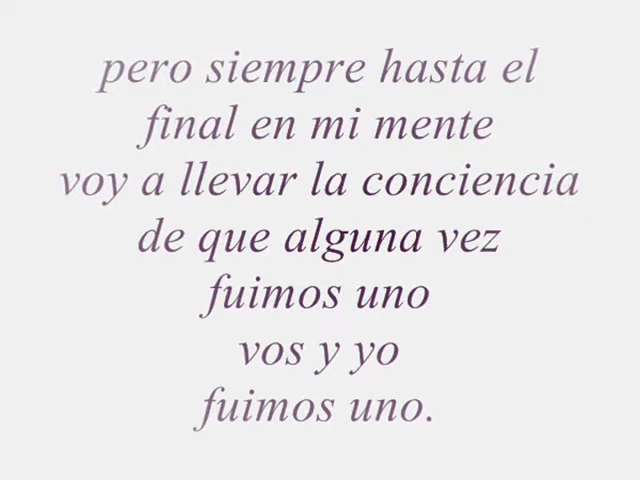 pero siempre hasta el
final en mi mente
voy a llevar la conciencia
de que alguna vez
fuimos uno
vos y yo
fuimos uno.